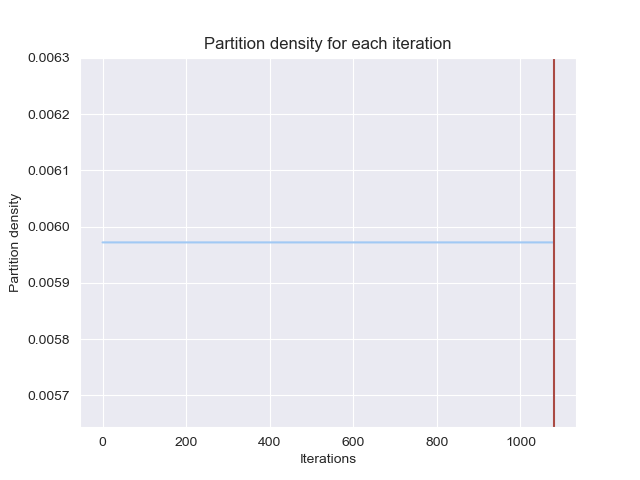 Partition density for each iteration
0.0063
0.0062
0.0061
0.0060
0.0059
0.0058
0.0057
Partition density
0 200 400 600 800 1000
Iterations